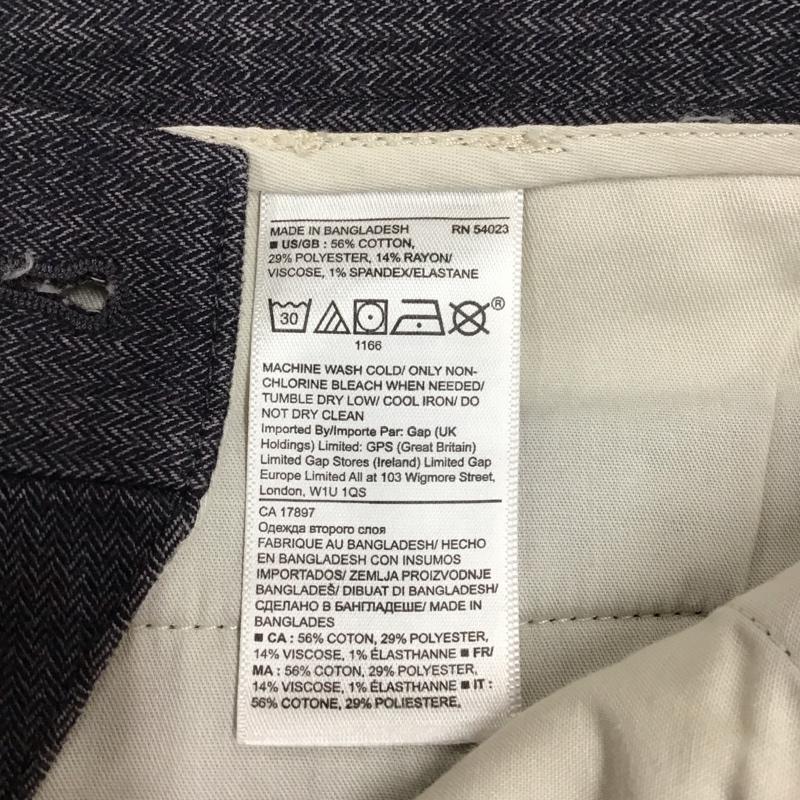 MADE IN BANGLADESH RN 54023
■ US/GB : 56% COTTON,
29% POLYESTER, 14% RAYON/
VISCOSE, 1% SPANDEX/ELASTANE
30 ®
1166
MACHINE WASH COLD/ ONLY NON-
CHLORINE BLEACH WHEN NEEDED/
TUMBLE DRY LOW/ COOL IRON/ DO
NOT DRY CLEAN
Imported By/Importe Par: Gap (UK
Holdings) Limited: GPS (Great Britain)
Limited Gap Stores (Ireland) Limited Gap
Europe Limited All at 103 Wigmore Street,
London, W1U 1QS
CA 17897
Одежда второго слоя
FABRIQUE AU BANGLADESH/ HECHO
EN BANGLADESH CON INSUMOS
IMPORTADOS/ ZEMLJA PROIZVODNJE
BANGLADEŠ/ DIBUAT DI BANGLADESH/
СДЕЛАНО В БАНГЛАДЕШЕ/ MADE IN
BANGLADES
■ CA : 56% COTON, 29% POLYESTER,
14% VISCOSE, 1% ÉLASTHANNE ■ FR/
MA : 56% COTON, 29% POLYESTER,
14% VISCOSE, 1% ÉLASTHANNE ■ IT :
56% COTONE, 29% POLIESTERE,